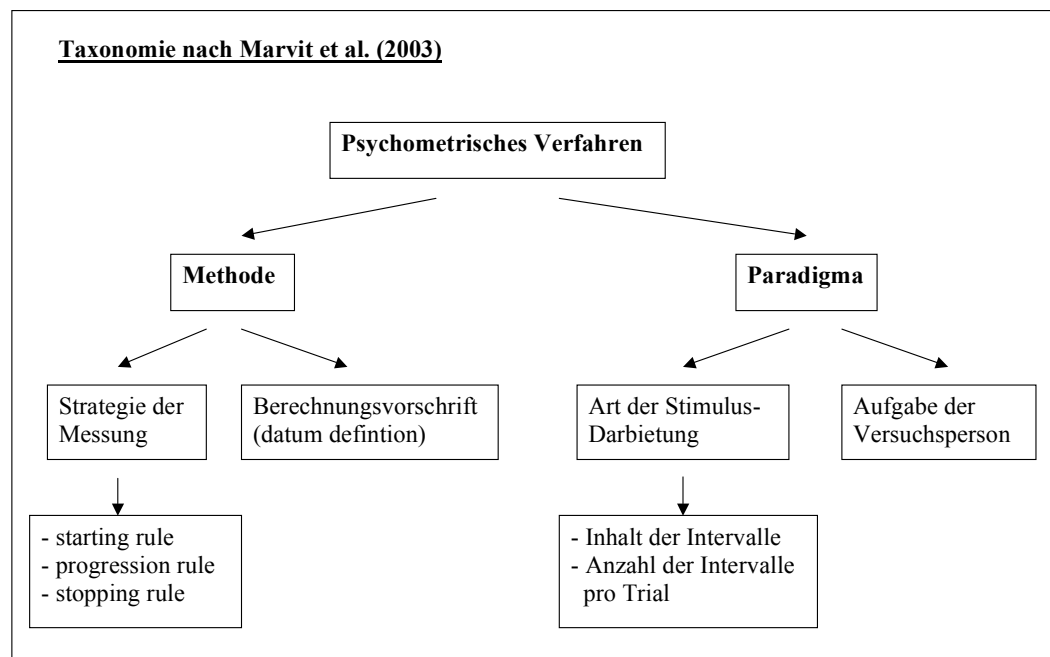 Taxonomie nach Marvit et al. (2003)
Psychometrisches Verfahren
Methode
Paradigma
Strategie der
Messung
Berechnungsvorschrift
(datum defintion)
Art der Stimulus-
Darbietung
Aufgabe der
Versuchsperson
- starting rule
- progression rule
- stopping rule
- Inhalt der Intervalle
- Anzahl der Intervalle
pro Trial